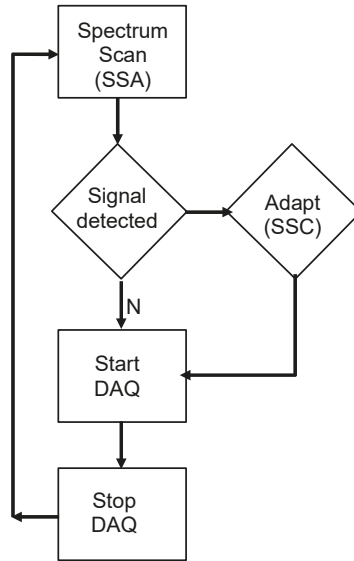 Spectrum
Scan
(SSA)
Signal
detected
Adapt
(SSC)
N
Start
DAQ
Stop
DAQ